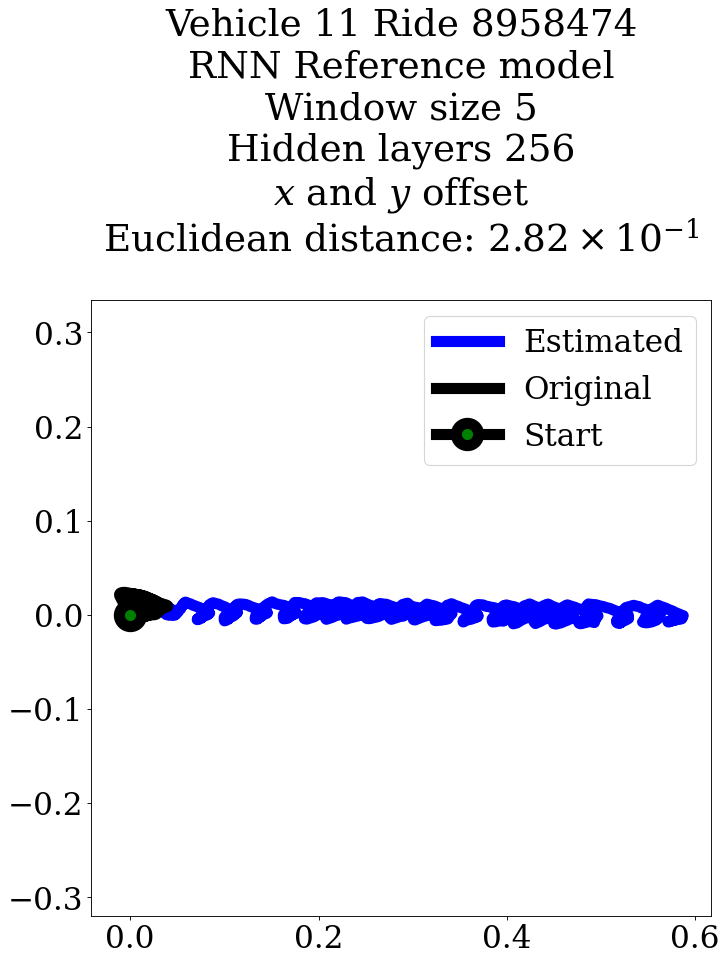 Vehicle 11 Ride 8958474
RNN Reference model
Window size 5
Hidden layers 256
x and y offset
Euclidean distance: 2.82 × 10⁻¹
Estimated
Original
Start
0.3
0.2
0.1
0.0
−0.1
−0.2
−0.3
0.0 0.2 0.4 0.6